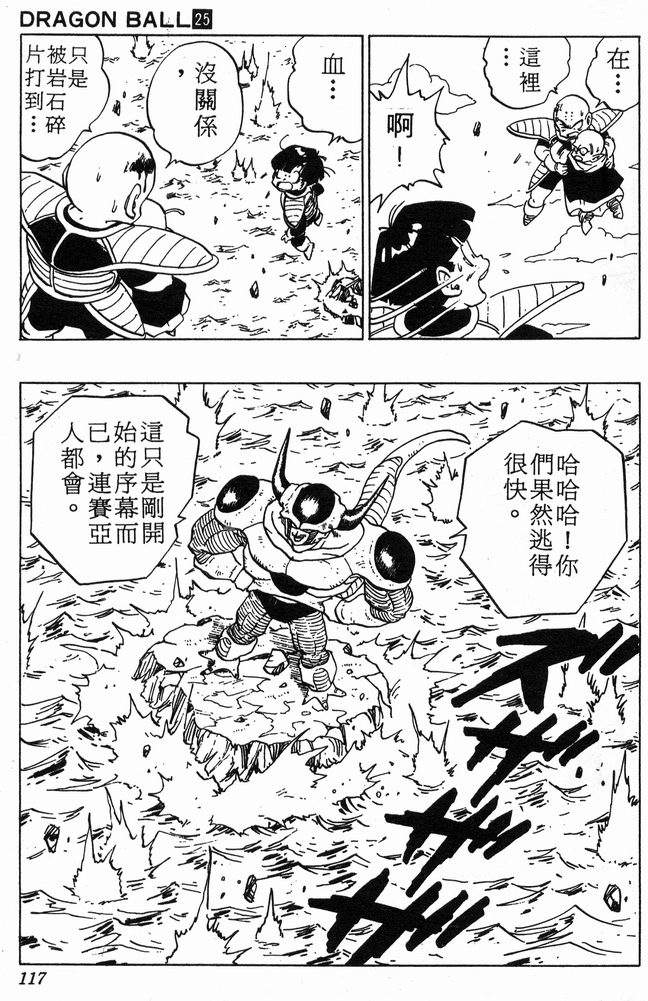 DRAGON BALL 25
在…
這裡
…
啊！
血…
沒關係
，
只是
被岩石碎
片打到…
哈哈哈！你
們果然逃得
很快。
這只是剛開
始的序幕而
已，連賽亞
人都會。
117